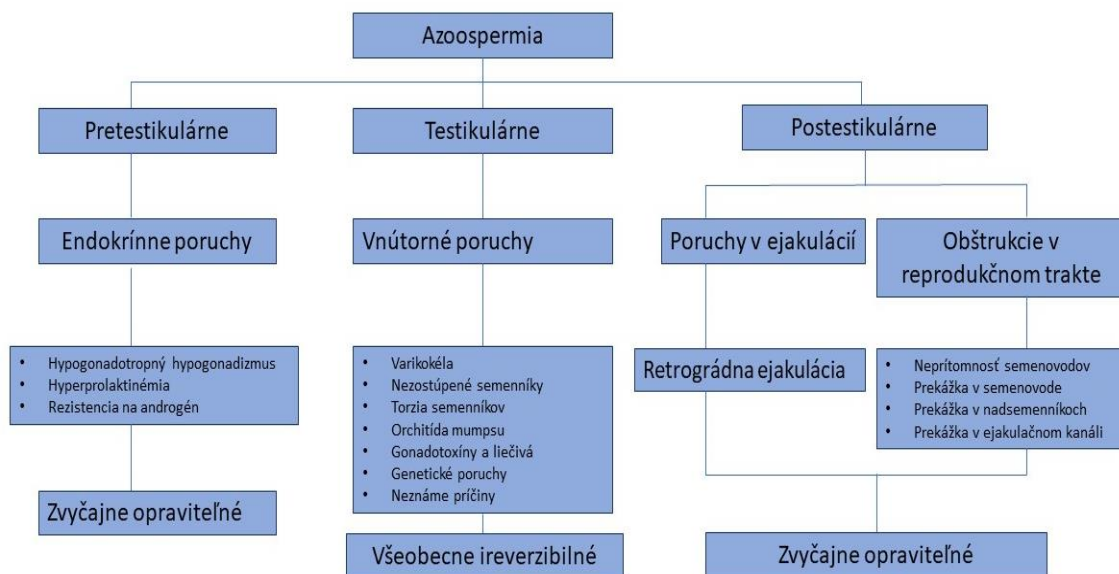 Azoospermia
Pretestikulárne
Testikulárne
Postestikulárne
Endokrínne poruchy
Vnútorné poruchy
Poruchy v ejakulácií
Obštrukcie v
reprodukčnom trakte
• Hypogonadotropný hypogonadizmus
• Hyperprolaktinémia
• Rezistencia na androgén
• Varikokéla
• Nezostúpené semenníky
• Torzia semenníkov
• Orchitída mumpsu
• Gonadotoxíny a liečivá
• Genetické poruchy
• Neznáme príčiny
Retrográdna ejakulácia
• Neprítomnosť semenovodov
• Prekážka v semenovode
• Prekážka v nadsemenníkoch
• Prekážka v ejakulačnom kanáli
Zvyčajne opraviteľné
Všeobecne ireverzibilné
Zvyčajne opraviteľné